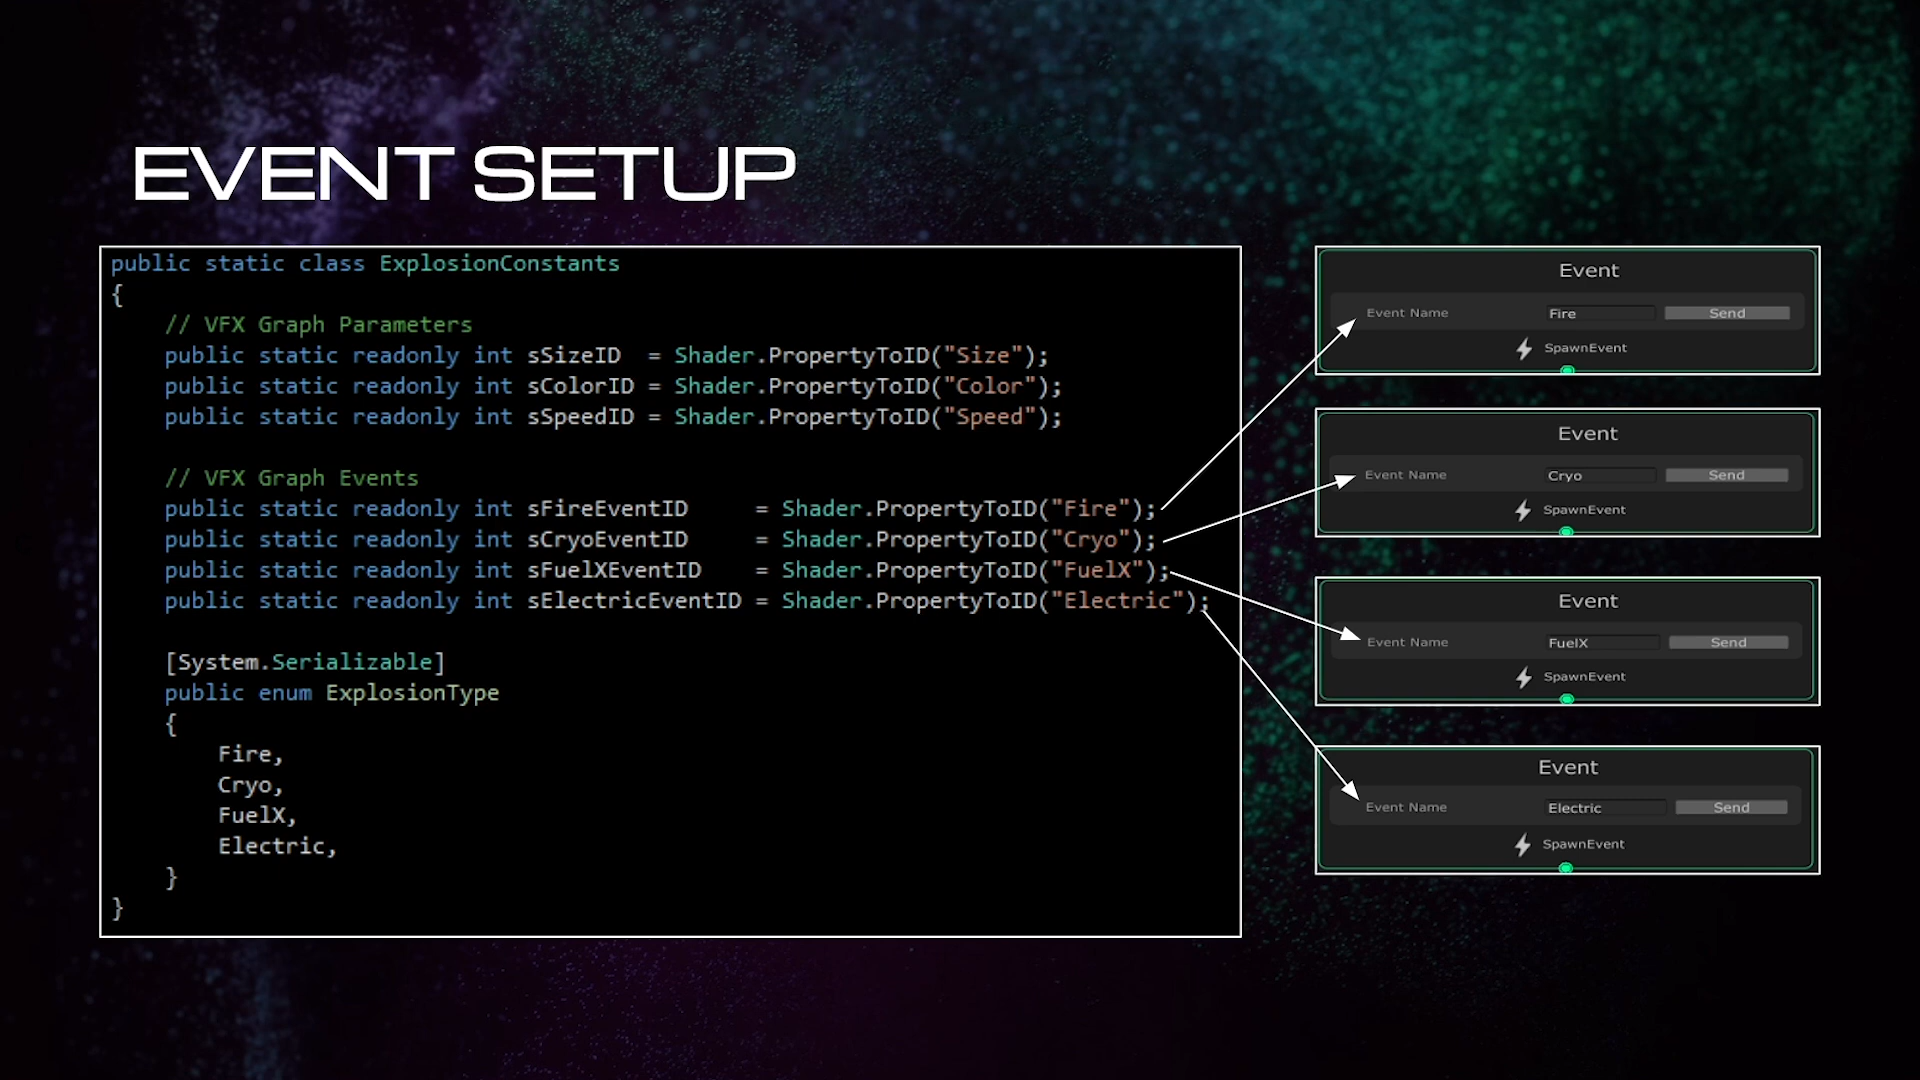 EVENT SETUP
public static class ExplosionConstants
{
    // VFX Graph Parameters
    public static readonly int sSizeID  = Shader.PropertyToID("Size");
    public static readonly int sColorID = Shader.PropertyToID("Color");
    public static readonly int sSpeedID = Shader.PropertyToID("Speed");
    // VFX Graph Events
    public static readonly int sFireEventID     = Shader.PropertyToID("Fire");
    public static readonly int sCryoEventID     = Shader.PropertyToID("Cryo");
    public static readonly int sFuelXEventID    = Shader.PropertyToID("FuelX");
    public static readonly int sElectricEventID = Shader.PropertyToID("Electric");
    [System.Serializable]
    public enum ExplosionType
    {
        Fire,
        Cryo,
        FuelX,
        Electric,
    }
}
Event
Event Name Fire Send
SpawnEvent
Event
Event Name Cryo Send
SpawnEvent
Event
Event Name FuelX Send
SpawnEvent
Event
Event Name Electric Send
SpawnEvent